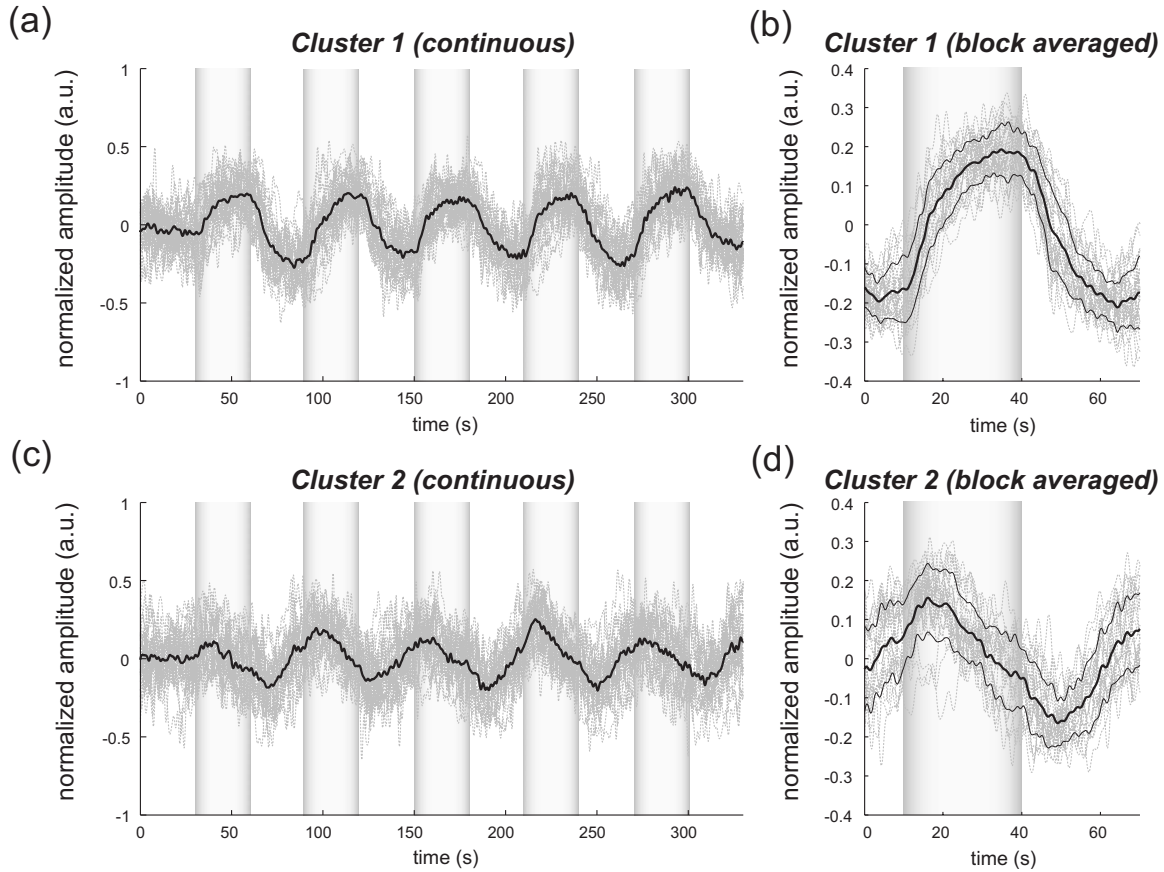 (a)
Cluster 1 (continuous)
normalized amplitude (a.u.)
1
0.5
0
-0.5
-1
0 50 100 150 200 250 300
time (s)
(b)
Cluster 1 (block averaged)
normalized amplitude (a.u.)
0.4
0.3
0.2
0.1
0
-0.1
-0.2
-0.3
-0.4
0 20 40 60
time (s)
(c)
Cluster 2 (continuous)
normalized amplitude (a.u.)
1
0.5
0
-0.5
-1
0 50 100 150 200 250 300
time (s)
(d)
Cluster 2 (block averaged)
normalized amplitude (a.u.)
0.4
0.3
0.2
0.1
0
-0.1
-0.2
-0.3
-0.4
0 20 40 60
time (s)